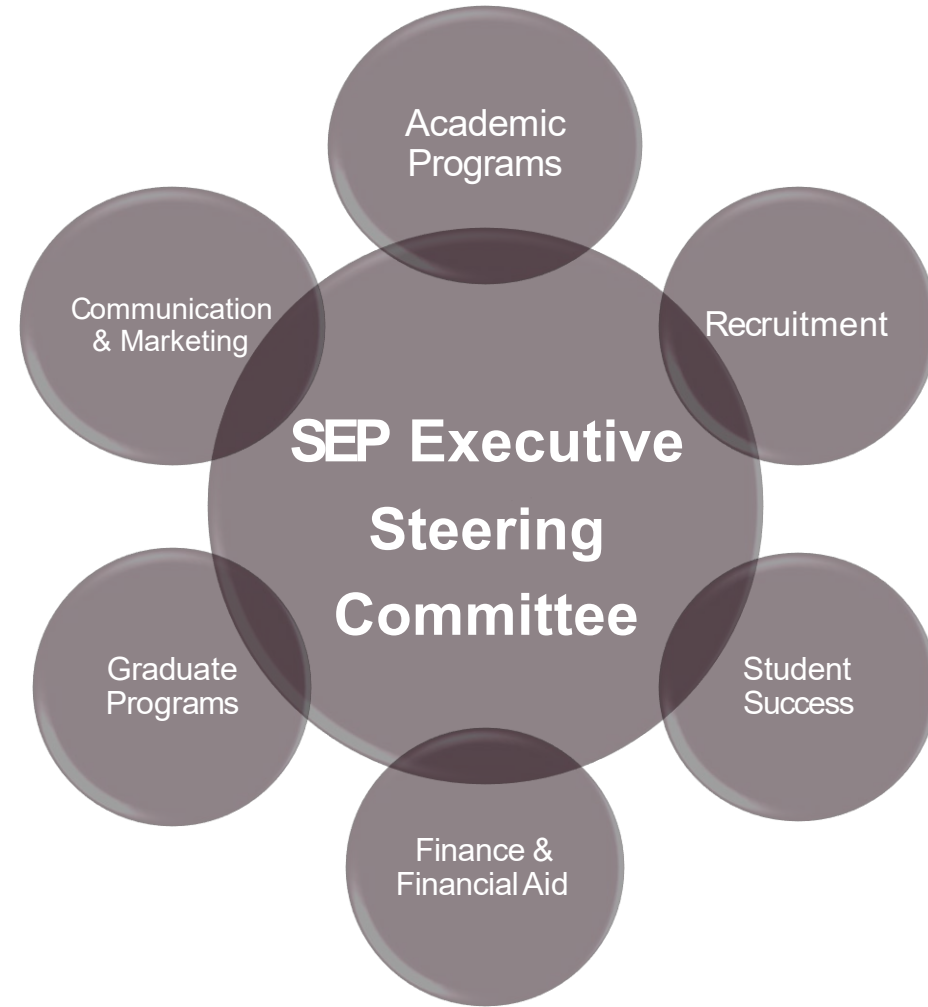 Academic
Programs
Communication
& Marketing
Recruitment
SEP Executive
Steering
Committee
Graduate
Programs
Student
Success
Finance &
Financial Aid